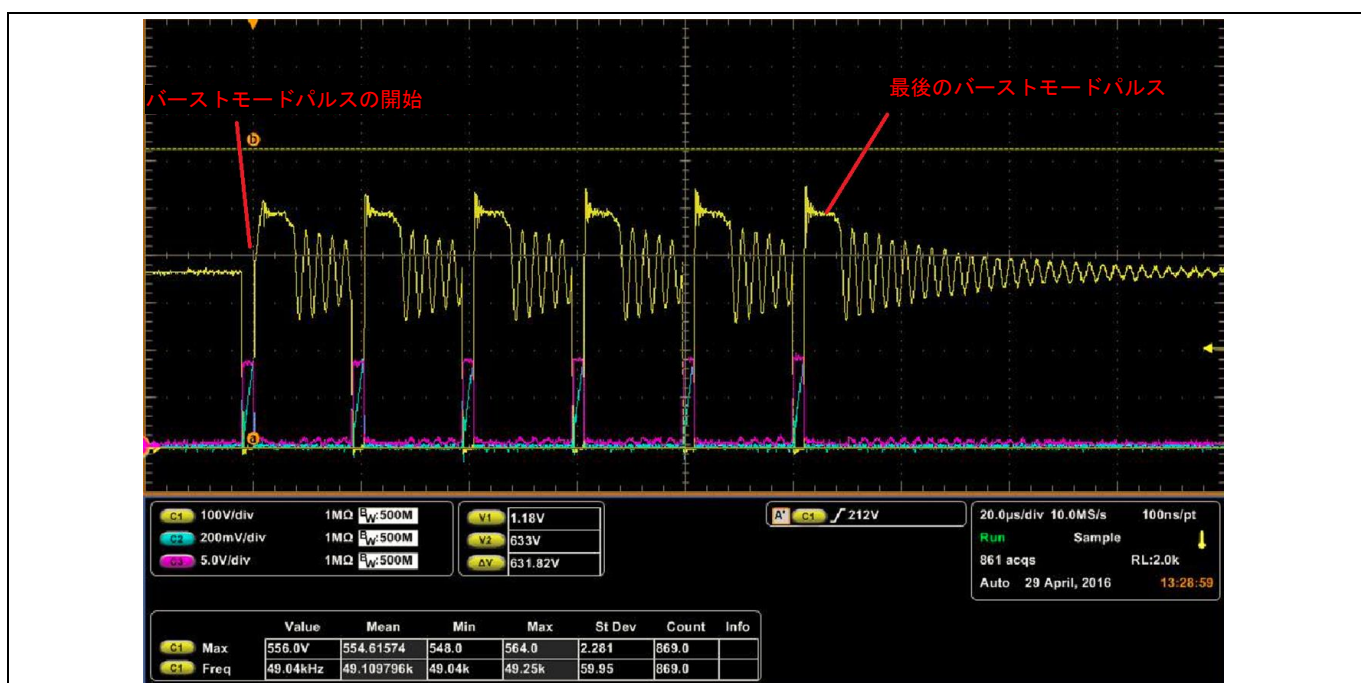 バーストモードパルスの開始
最後のバーストモードパルス
b
a
C1 100V/div 1MΩ BW:500M
C2 200mV/div 1MΩ BW:500M
C3 5.0V/div 1MΩ BW:500M
V1 1.18V
V2 633V
ΔV 631.82V
A' C1 212V
20.0µs/div 10.0MS/s 100ns/pt
Run Sample
861 acqs RL:2.0k
Auto 29 April, 2016 13:28:59
Value Mean Min Max St Dev Count Info
C1 Max 556.0V 554.61574 548.0 564.0 2.281 869.0
C1 Freq 49.04kHz 49.109796k 49.04k 49.25k 59.95 869.0